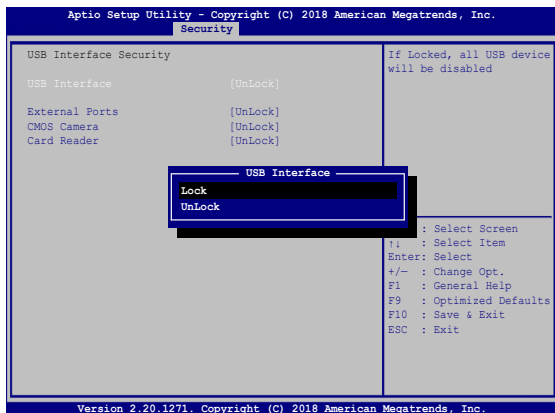 Aptio Setup Utility - Copyright (C) 2018 American Megatrends, Inc.
Security
USB Interface Security
USB Interface [UnLock]
External Ports [UnLock]
CMOS Camera [UnLock]
Card Reader [UnLock]
If Locked, all USB device
will be disabled
USB Interface
Lock
UnLock
: Select Screen
↑↓ : Select Item
Enter: Select
+/— : Change Opt.
F1 : General Help
F9 : Optimized Defaults
F10 : Save & Exit
ESC : Exit
Version 2.20.1271. Copyright (C) 2018 American Megatrends, Inc.